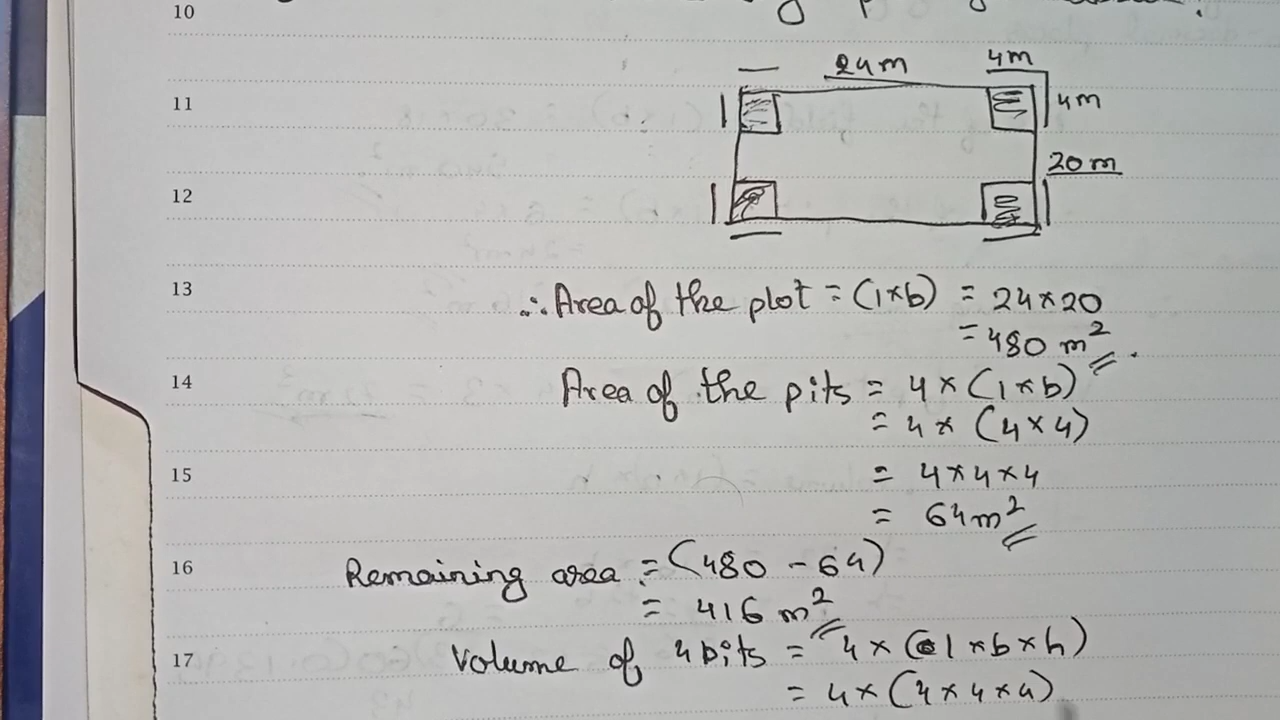 10
24m 4m
11 4m
20m
12
13 ∴ Area of the plot = (l×b) = 24×20
= 480 m²
14 Area of the pits = 4×(l×b)
= 4×(4×4)
15 = 4×4×4
= 64m²
16 Remaining area = (480 - 64)
= 416 m²
17 Volume of 4 pits = 4×(l×b×h)
= 4×(4×4×4)